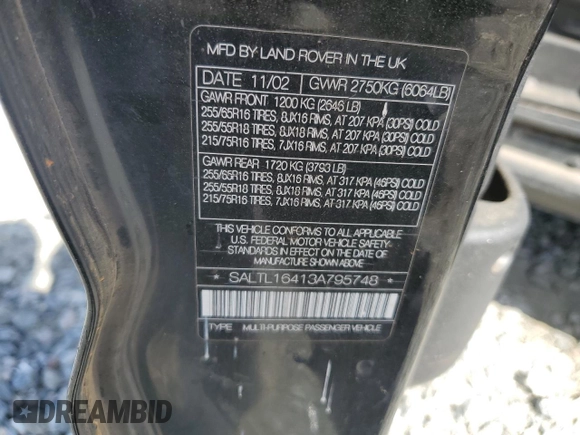 MFD BY LAND ROVER IN THE UK
DATE 11/02 GVWR 2750KG (6064LB)
GAWR FRONT 1200 KG (2646 LB)
255/65R16 TIRES, 8JX16 RIMS, AT 207 KPA (30PSI) COLD
255/55R18 TIRES, 8JX18 RIMS, AT 207 KPA (30PSI) COLD
215/75R16 TIRES, 7JX16 RIMS, AT 207 KPA (30PSI) COLD
GAWR REAR 1720 KG (3793 LB)
255/65R16 TIRES, 8JX16 RIMS, AT 317 KPA (46PSI) COLD
255/55R18 TIRES, 8JX18 RIMS, AT 317 KPA (46PSI) COLD
215/75R16 TIRES, 7JX16 RIMS, AT 317 KPA (46PSI) COLD
THIS VEHICLE CONFORMS TO ALL APPLICABLE
U.S. FEDERAL MOTOR VEHICLE SAFETY
STANDARDS IN EFFECT ON THE DATE OF
MANUFACTURE SHOWN ABOVE.
* SALTL16413A795748 *
TYPE MULTI-PURPOSE PASSENGER VEHICLE
DREAMBID